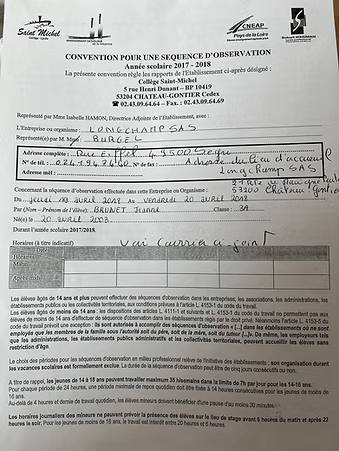 Saint Michel
CNEAP
Pays de la Loire
CONVENTION POUR UNE SEQUENCE D'OBSERVATION
Année scolaire 2017 - 2018
La présente convention règle les rapports de l'Etablissement ci-après désigné :
Collège Saint-Michel
5 rue Henri Dunant – BP 10419
53204 CHATEAU-GONTIER Cedex
☎ 02.43.09.64.64 – Fax : 02.43.09.64.69
Représenté par Mme Isabelle HAMON, Directrice Adjointe de l'Etablissement, avec :
L'Entreprise ou organisme : LONGCHAMP SAS
Représenté par M. BURGEL
Adresse complète : Rue Eiffel 49500 Segré
N° de tél. : N° de fax : Adresse du lieu d'accueil
Adresse mél : Longchamp SAS
53200 Château Gontier
Concernant la séquence d'observation effectuée dans cette Entreprise ou Organisme :
Du jeudi 19 avril 2018 au Vendredi 20 avril 2018
Par (Nom - Prénom de l'élève) BRUNET Jeanne Classe : 3A
Né(e) le 20 avril 2003
Durant l'année scolaire 2017/2018.
Horaires (à titre indicatif)
Horaires
Matin
Après-midi
Les élèves âgés de 14 ans et plus peuvent effectuer des séquences d'observation dans les entreprises, les associations, les administrations, les
établissements publics ou les collectivités territoriales, aux conditions prévues à l'article L. 4153-1 du code du travail.
Les élèves âgés de moins de 14 ans : les dispositions des articles L. 4111-1 et suivants et L. 4153-1 du code du travail ne permettent pas aux
élèves de moins de 14 ans d'effectuer de séquences d'observation dans les établissements régis par le droit privé. Néanmoins l'article L. 4153-5 du
code du travail prévoit une exception : ils sont autorisés à accomplir des séquences d'observation « [...] dans les établissements où ne sont
employés que les membres de la famille sous l'autorité soit du père, soit de la mère, soit du tuteur [...]». De même, les employeurs tels
que les administrations, les établissements publics administratifs et les collectivités territoriales, peuvent accueillir les élèves sans
restriction d'âge.
Le choix des périodes pour les séquences d'observation en milieu professionnel relève de l'initiative des établissements ; son organisation durant
les vacances scolaires est formellement exclue. La durée de la séquence d'observation peut être de cinq jours consécutifs ou non.
A titre de rappel, les jeunes de 14 à 18 ans peuvent travailler maximum 35 h/semaine dans la limite de 7h par jour pour les 14-16 ans.
Pour chaque période de 24 heures, une période minimale de repos quotidien doit être fixée à 14 heures consécutives pour les jeunes de moins de
16 ans.
Au-delà de 4 heures et demie de travail quotidien, les élèves mineurs doivent bénéficier d'une pause d'au moins 30 minutes
Les horaires journaliers des mineurs ne peuvent prévoir la présence des élèves sur le lieu de stage avant 6 heures du matin et après 22
heures le soir. Pour les jeunes de moins de 16 ans, le travail est interdit entre 20 heures et 6 heures.